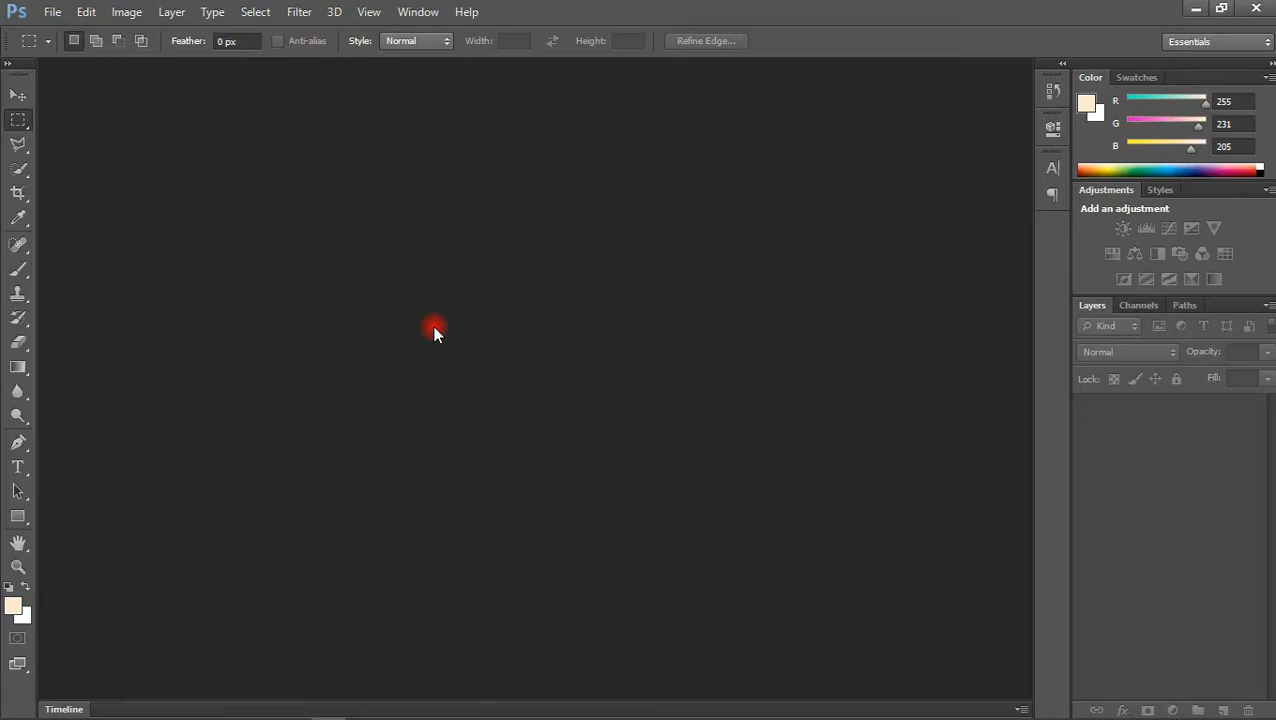 Ps File Edit Image Layer Type Select Filter 3D View Window Help
Feather: 0 px Anti-alias Style: Normal Width: Height: Refine Edge... Essentials
Color Swatches
R 255
G 231
B 205
Adjustments Styles
Add an adjustment
Layers Channels Paths
Kind T
Normal Opacity:
Lock: Fill:
A
T
fx
Timeline